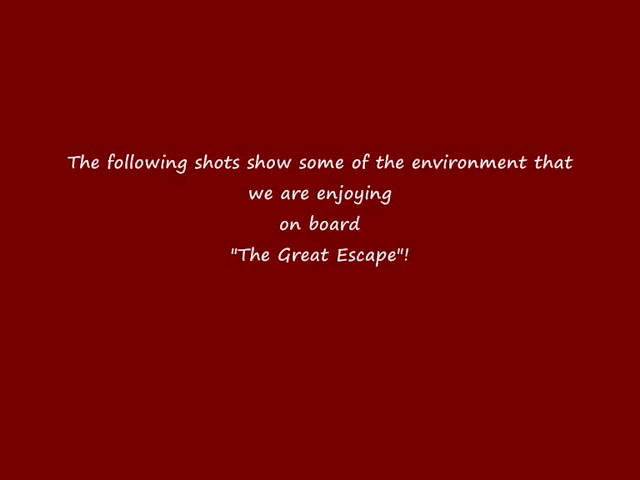 The following shots show some of the environment that
we are enjoying
on board
"The Great Escape"!